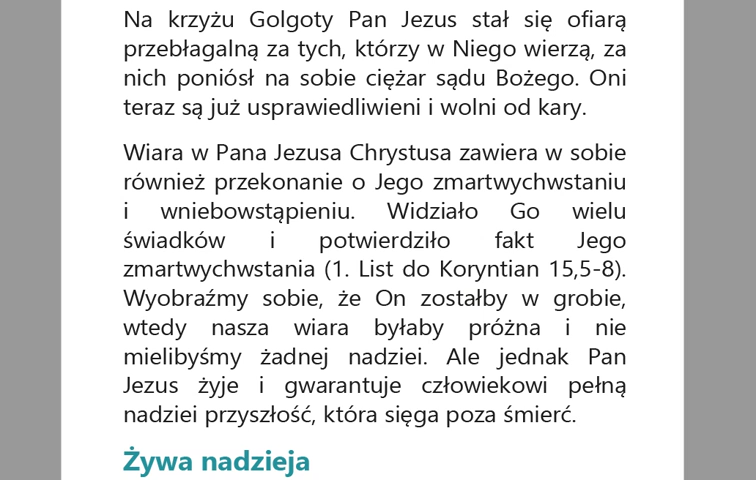 Na krzyżu Golgoty Pan Jezus stał się ofiarą
przebłagalną za tych, którzy w Niego wierzą, za
nich poniósł na sobie ciężar sądu Bożego. Oni
teraz są już usprawiedliwieni i wolni od kary.
Wiara w Pana Jezusa Chrystusa zawiera w sobie
również przekonanie o Jego zmartwychwstaniu
i wniebowstąpieniu. Widziało Go wielu
świadków i potwierdziło fakt Jego
zmartwychwstania (1. List do Koryntian 15,5-8).
Wyobraźmy sobie, że On zostałby w grobie,
wtedy nasza wiara byłaby próżna i nie
mielibyśmy żadnej nadziei. Ale jednak Pan
Jezus żyje i gwarantuje człowiekowi pełną
nadziei przyszłość, która sięga poza śmierć.
Żywa nadzieja